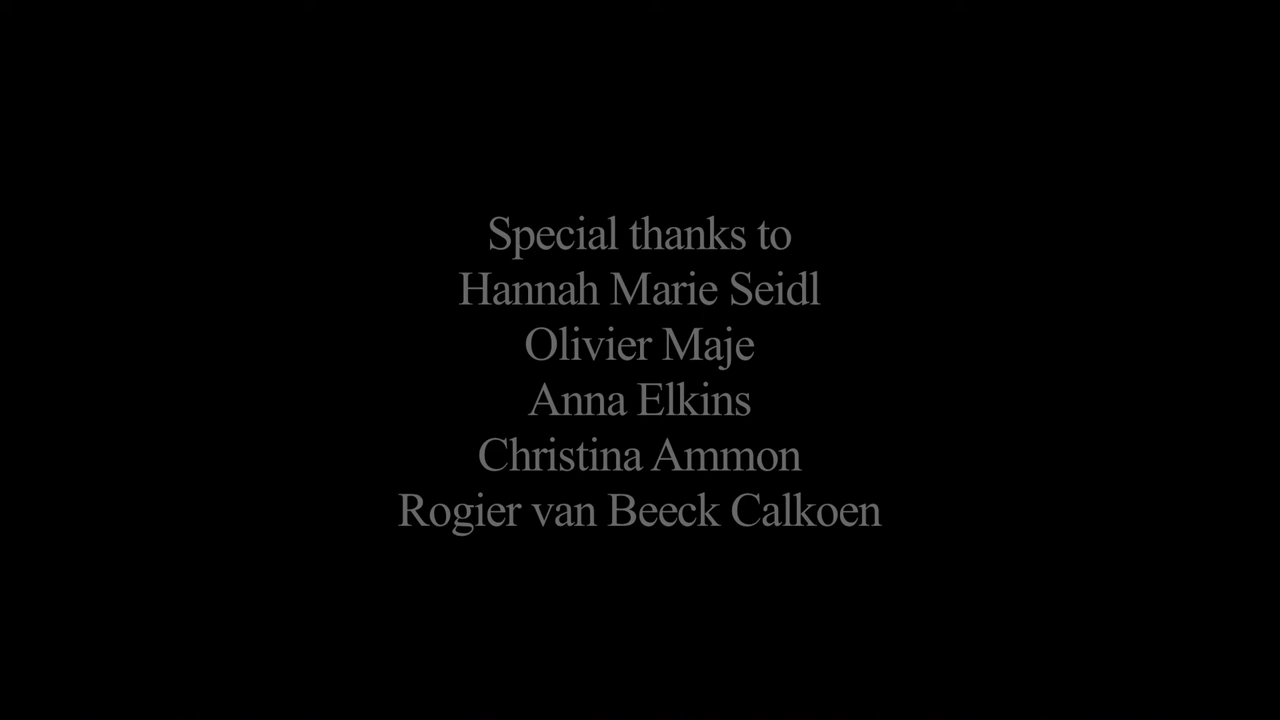 Special thanks to
Hannah Marie Seidl
Olivier Maje
Anna Elkins
Christina Ammon
Rogier van Beeck Calkoen